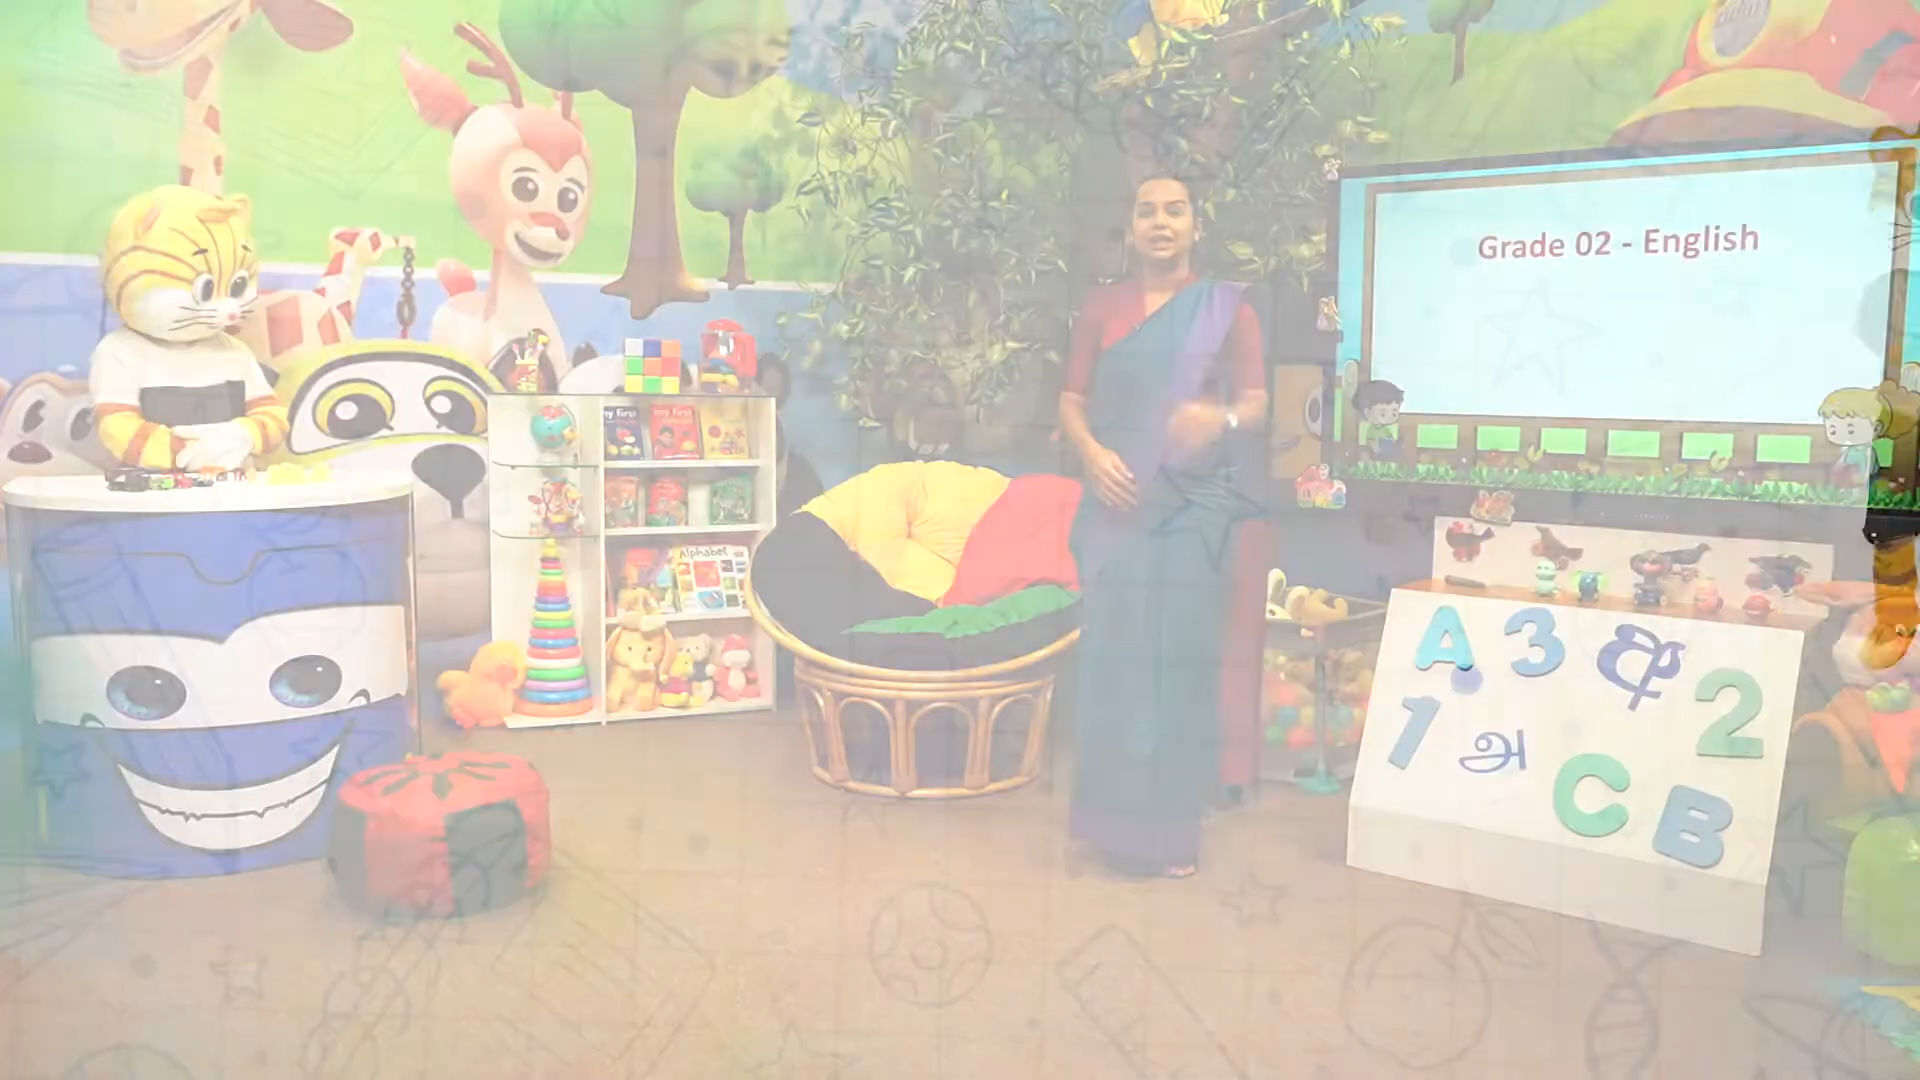 Grade 02 - English
my first
my first
Alphabet
A 3 අ 2
1 அ C B